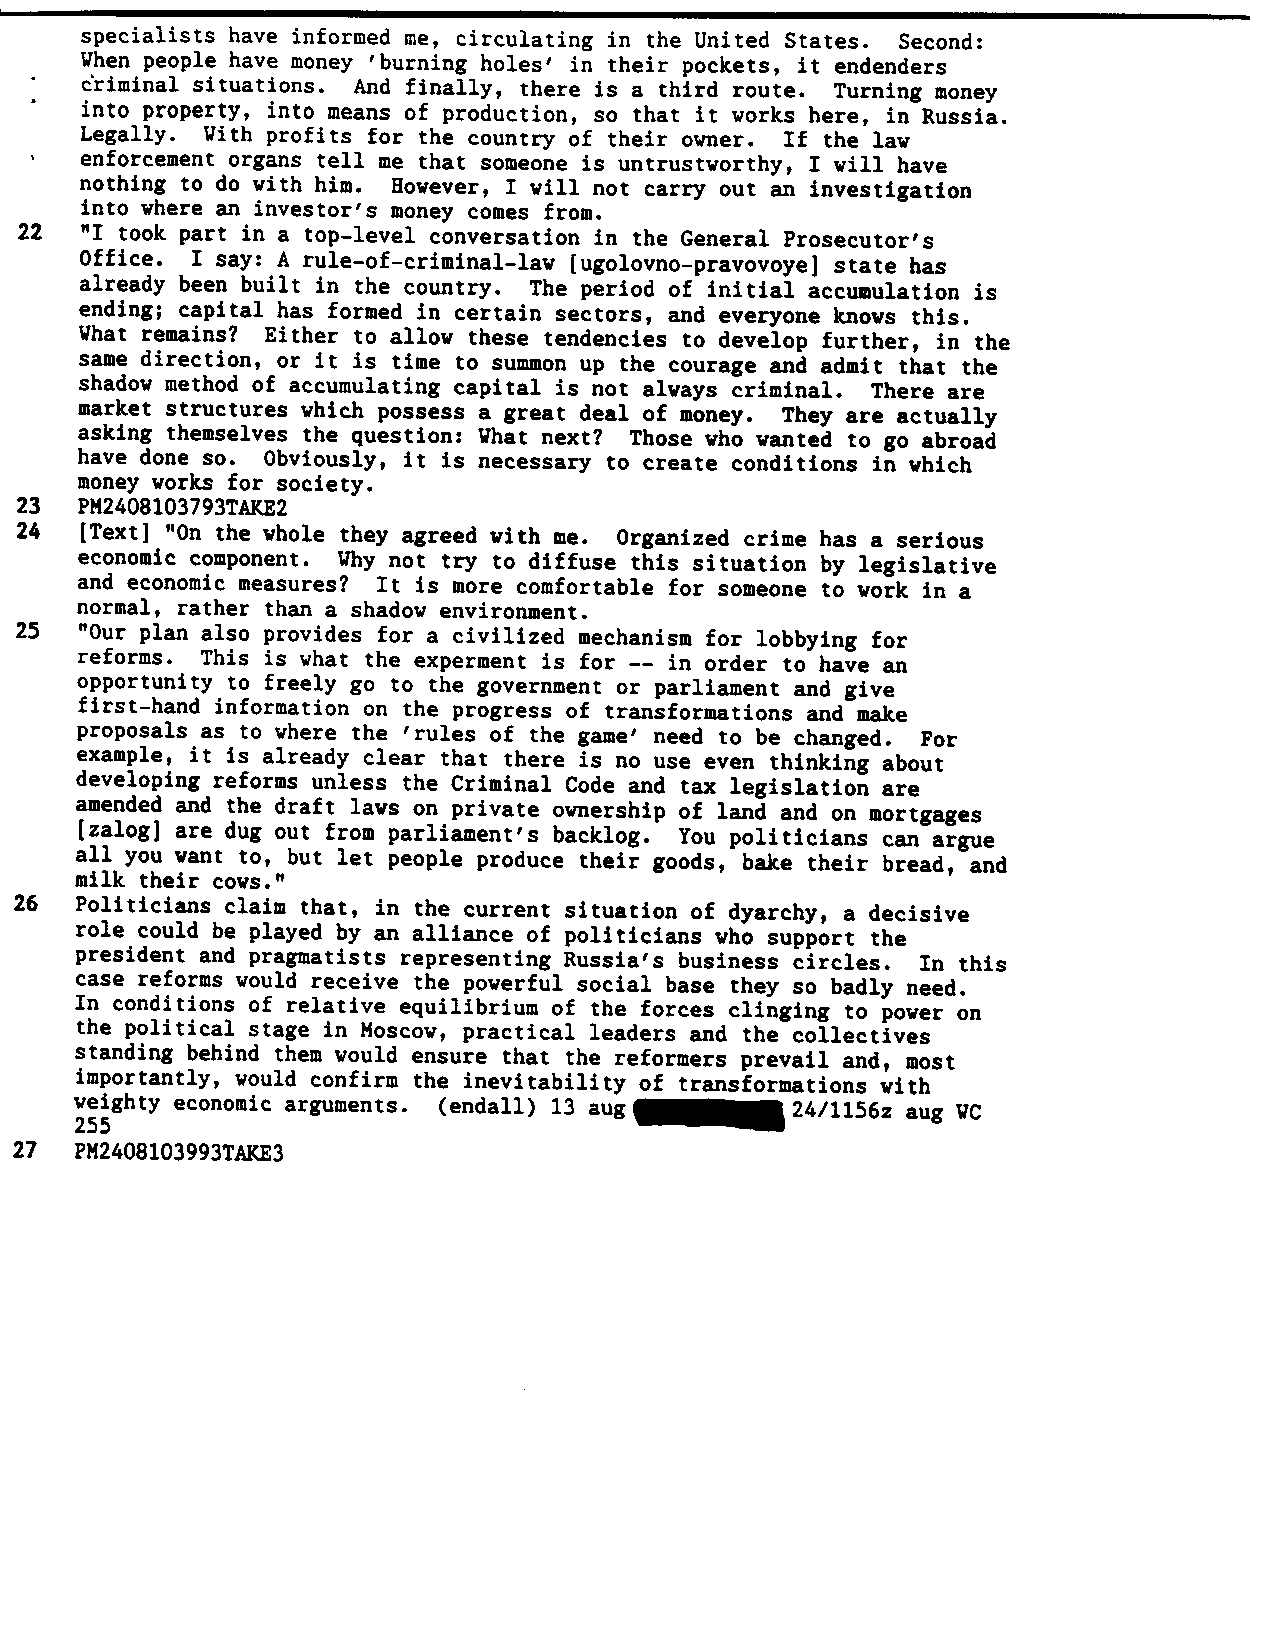 specialists have informed me, circulating in the United States.  Second:
When people have money 'burning holes' in their pockets, it endenders
criminal situations.  And finally, there is a third route.  Turning money
into property, into means of production, so that it works here, in Russia.
Legally.  With profits for the country of their owner.  If the law
enforcement organs tell me that someone is untrustworthy, I will have
nothing to do with him.  However, I will not carry out an investigation
into where an investor's money comes from.
22 "I took part in a top-level conversation in the General Prosecutor's
Office.  I say: A rule-of-criminal-law [ugolovno-pravovoye] state has
already been built in the country.  The period of initial accumulation is
ending; capital has formed in certain sectors, and everyone knows this.
What remains?  Either to allow these tendencies to develop further, in the
same direction, or it is time to summon up the courage and admit that the
shadow method of accumulating capital is not always criminal.  There are
market structures which possess a great deal of money.  They are actually
asking themselves the question: What next?  Those who wanted to go abroad
have done so.  Obviously, it is necessary to create conditions in which
money works for society.
23 PM2408103793TAKE2
24 [Text] "On the whole they agreed with me.  Organized crime has a serious
economic component.  Why not try to diffuse this situation by legislative
and economic measures?  It is more comfortable for someone to work in a
normal, rather than a shadow environment.
25 "Our plan also provides for a civilized mechanism for lobbying for
reforms.  This is what the experment is for -- in order to have an
opportunity to freely go to the government or parliament and give
first-hand information on the progress of transformations and make
proposals as to where the 'rules of the game' need to be changed.  For
example, it is already clear that there is no use even thinking about
developing reforms unless the Criminal Code and tax legislation are
amended and the draft laws on private ownership of land and on mortgages
[zalog] are dug out from parliament's backlog.  You politicians can argue
all you want to, but let people produce their goods, bake their bread, and
milk their cows."
26 Politicians claim that, in the current situation of dyarchy, a decisive
role could be played by an alliance of politicians who support the
president and pragmatists representing Russia's business circles.  In this
case reforms would receive the powerful social base they so badly need.
In conditions of relative equilibrium of the forces clinging to power on
the political stage in Moscow, practical leaders and the collectives
standing behind them would ensure that the reformers prevail and, most
importantly, would confirm the inevitability of transformations with
weighty economic arguments.  (endall) 13 aug 24/1156z aug WC
255
27 PM2408103993TAKE3